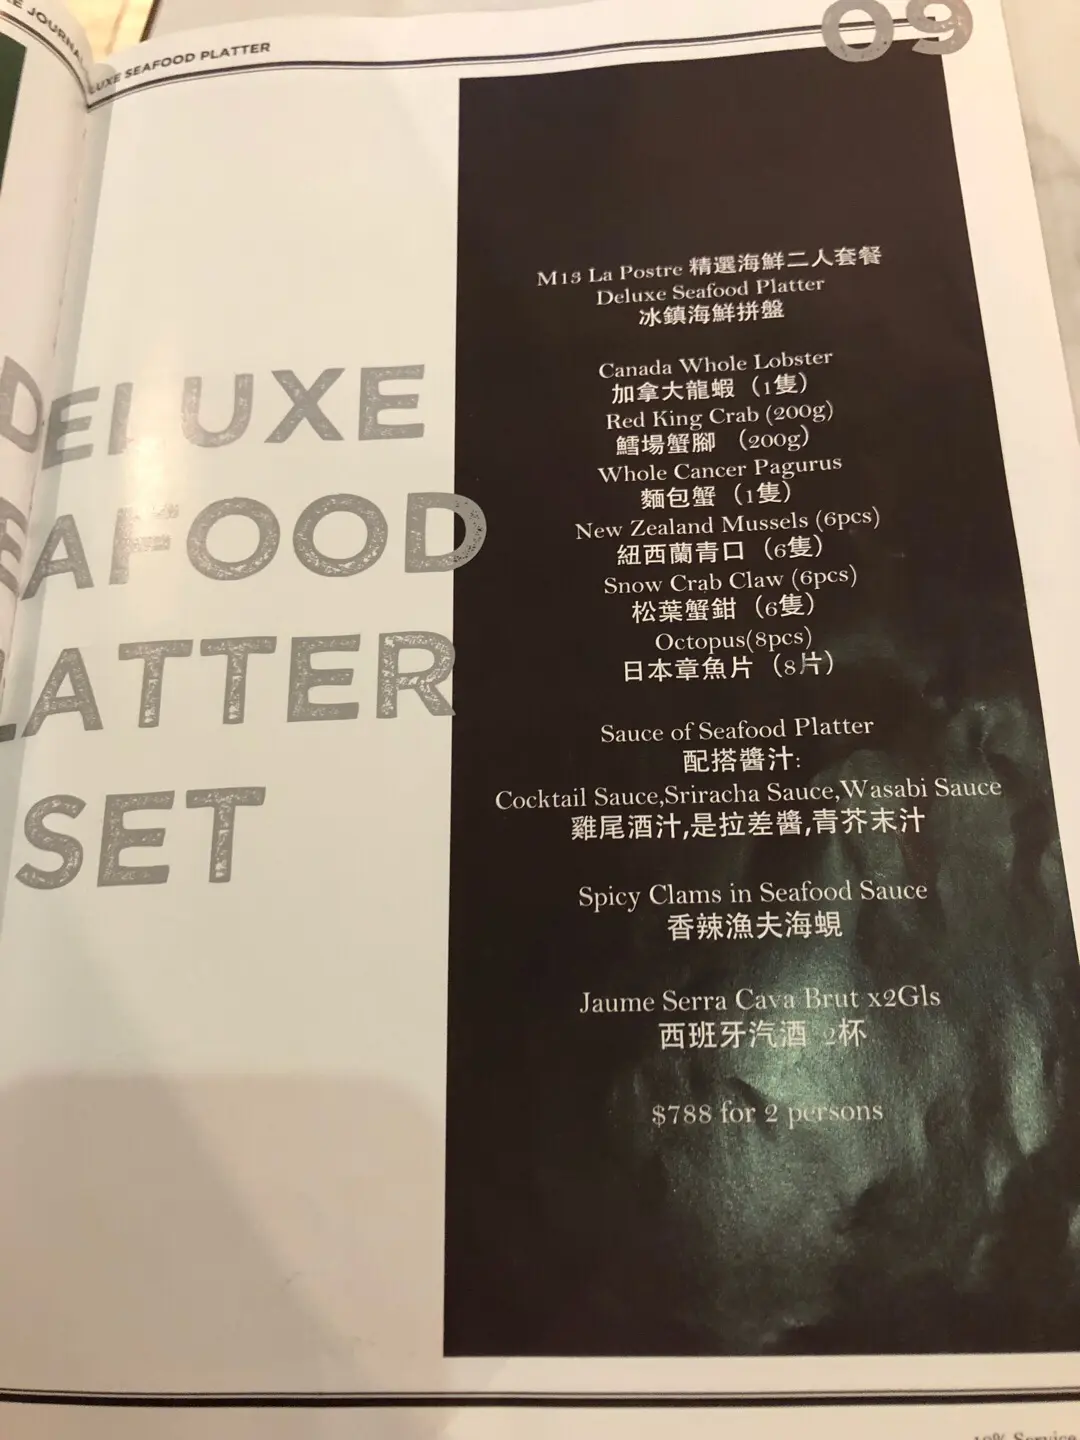 JOURNAL
LUXE SEAFOOD PLATTER
09
DELUXE
EAFOOD
LATTER
SET
M13 La Postre 精選海鮮二人套餐
Deluxe Seafood Platter
冰鎮海鮮拼盤
Canada Whole Lobster
加拿大龍蝦（1隻）
Red King Crab (200g)
鱈場蟹腳 （200g）
Whole Cancer Pagurus
麵包蟹（1隻）
New Zealand Mussels (6pcs)
紐西蘭青口（6隻）
Snow Crab Claw (6pcs)
松葉蟹鉗（6隻）
Octopus(8pcs)
日本章魚片（8片）
Sauce of Seafood Platter
配搭醬汁:
Cocktail Sauce,Sriracha Sauce,Wasabi Sauce
雞尾酒汁,是拉差醬,青芥末汁
Spicy Clams in Seafood Sauce
香辣漁夫海蜆
Jaume Serra Cava Brut x2Gls
西班牙汽酒 2杯
$788 for 2 persons
10% Service